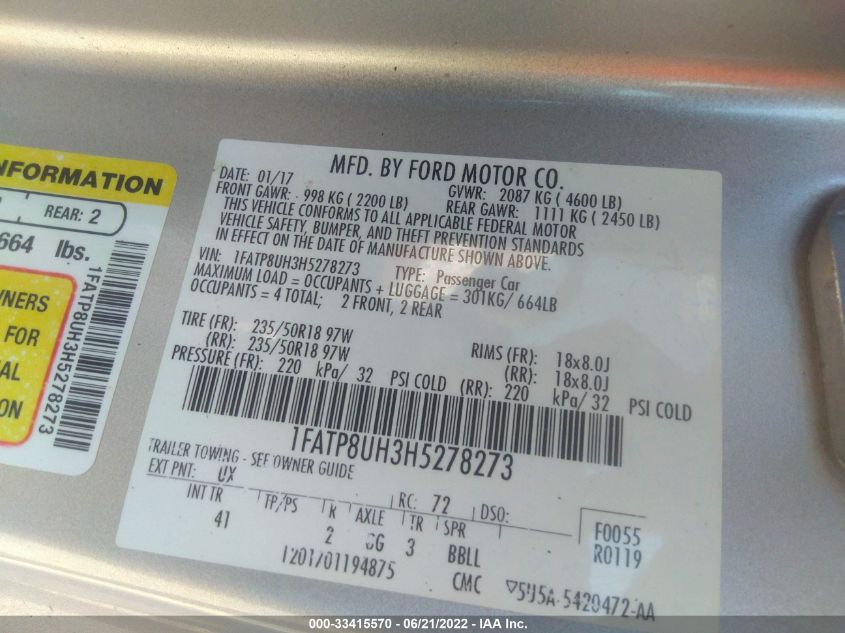 MFD. BY FORD MOTOR CO.
DATE: 01/17 GVWR: 2087 KG ( 4600 LB)
FRONT GAWR: 998 KG ( 2200 LB) REAR GAWR: 1111 KG ( 2450 LB)
THIS VEHICLE CONFORMS TO ALL APPLICABLE FEDERAL MOTOR
VEHICLE SAFETY, BUMPER, AND THEFT PREVENTION STANDARDS
IN EFFECT ON THE DATE OF MANUFACTURE SHOWN ABOVE.
VIN: 1FATP8UH3H5278273 TYPE: Passenger Car
MAXIMUM LOAD = OCCUPANTS + LUGGAGE = 301KG/ 664LB
OCCUPANTS = 4 TOTAL; 2 FRONT, 2 REAR
TIRE (FR): 235/50R18 97W RIMS (FR): 18x8.0J
(RR): 235/50R18 97W (RR): 18x8.0J
PRESSURE (FR): 220 kPa/ 32 PSI COLD (RR): 220 kPa/ 32 PSI COLD
1FATP8UH3H5278273
TRAILER TOWING - SEE OWNER GUIDE
EXT PNT: UX RC: 72 DSO:
INT TR TP/PS R AXLE TR SPR F0055
41 2 GG 3 BBLL R0119
CMC
INFORMATION
REAR: 2
664 lbs.
WNERS
FOR
ON
1FATP8UH3H5278273
000-33415570 - 06/21/2022 - IAA Inc.